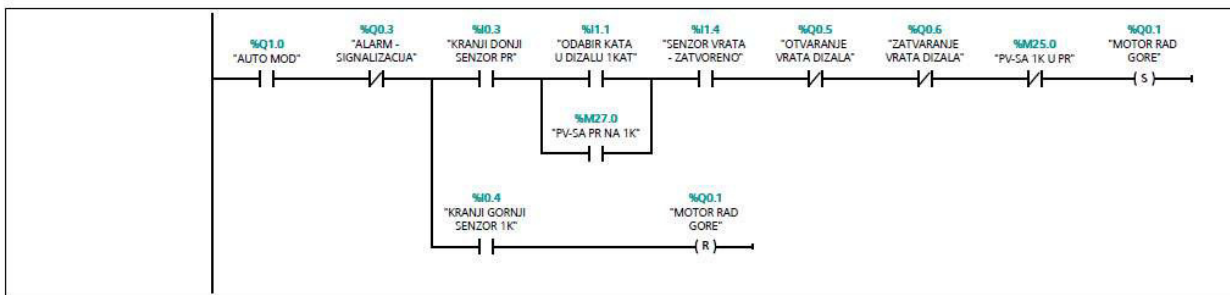 %Q1.0
"AUTO MOD"
%Q0.3
"ALARM -
SIGNALIZACIJA"
%I0.3
"KRANJI DONJI
SENZOR PR"
%I1.1
"ODABIR KATA
U DIZALU 1KAT"
%I1.4
"SENZOR VRATA
- ZATVORENO"
%Q0.5
"OTVARANJE
VRATA DIZALA"
%Q0.6
"ZATVARANJE
VRATA DIZALA"
%M25.0
"PV-SA 1K U PR"
%Q0.1
"MOTOR RAD
GORE"
S
%M27.0
"PV-SA PR NA 1K"
%I0.4
"KRANJI GORNJI
SENZOR 1K"
%Q0.1
"MOTOR RAD
GORE"
R